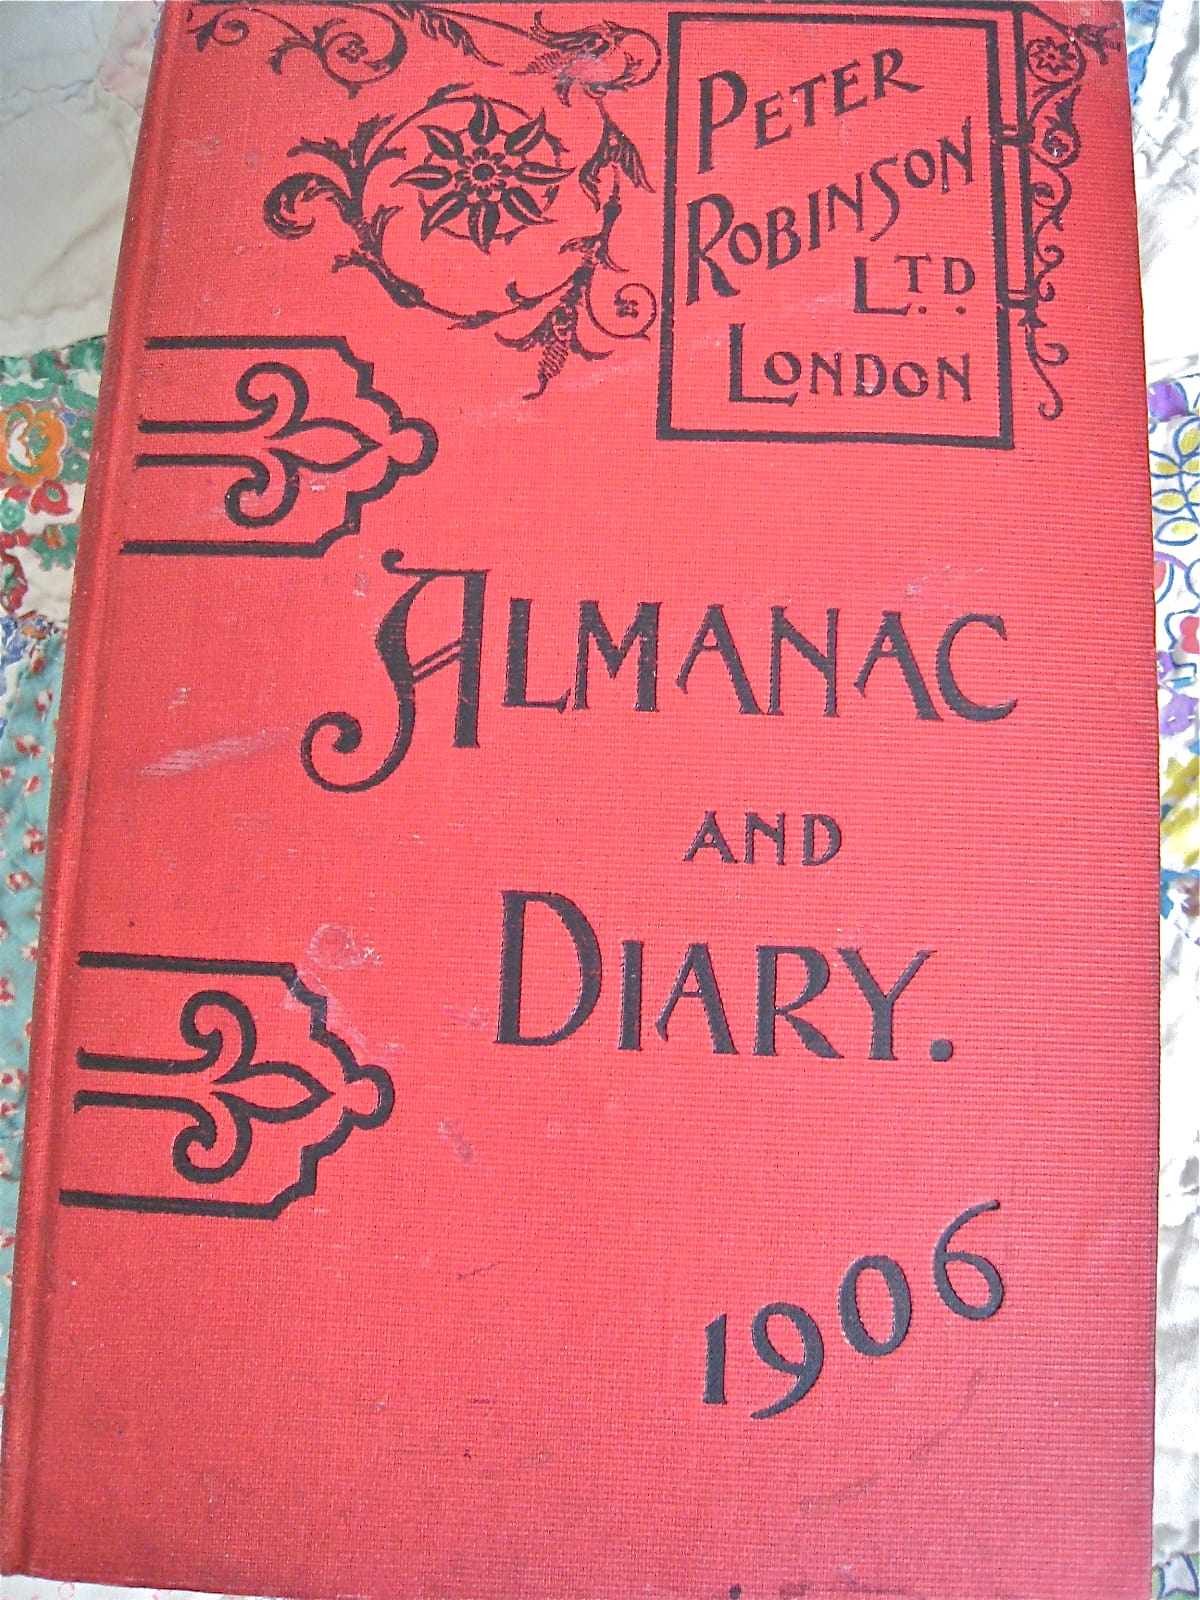 PETER
ROBINSON
LTD.
LONDON
ALMANAC
AND
DIARY.
1906